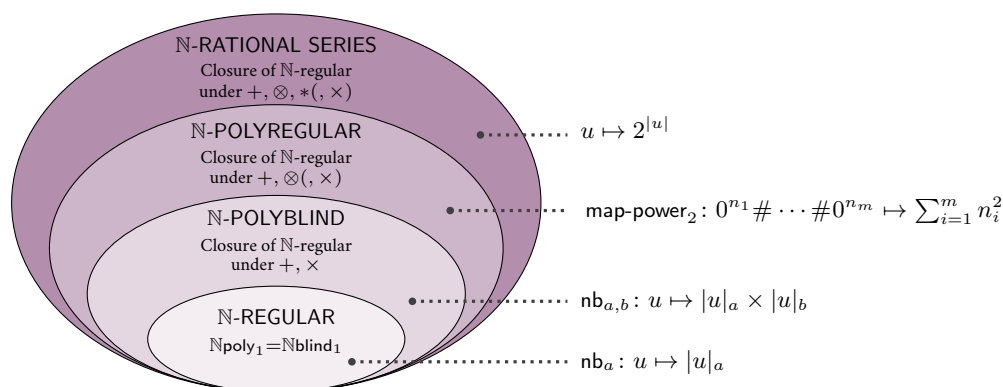 ℕ-RATIONAL SERIES
Closure of ℕ-regular
under +, ⊗, ∗(, ×)
u ↦ 2^{|u|}
ℕ-POLYREGULAR
Closure of ℕ-regular
under +, ⊗(, ×)
map-power₂ : 0^{n₁}# ⋯ #0^{n_m} ↦ ∑_{i=1}^{m} n_i²
ℕ-POLYBLIND
Closure of ℕ-regular
under +, ×
nb_{a,b} : u ↦ |u|_a × |u|_b
ℕ-REGULAR
ℕpoly₁=ℕblind₁
nb_a : u ↦ |u|_a